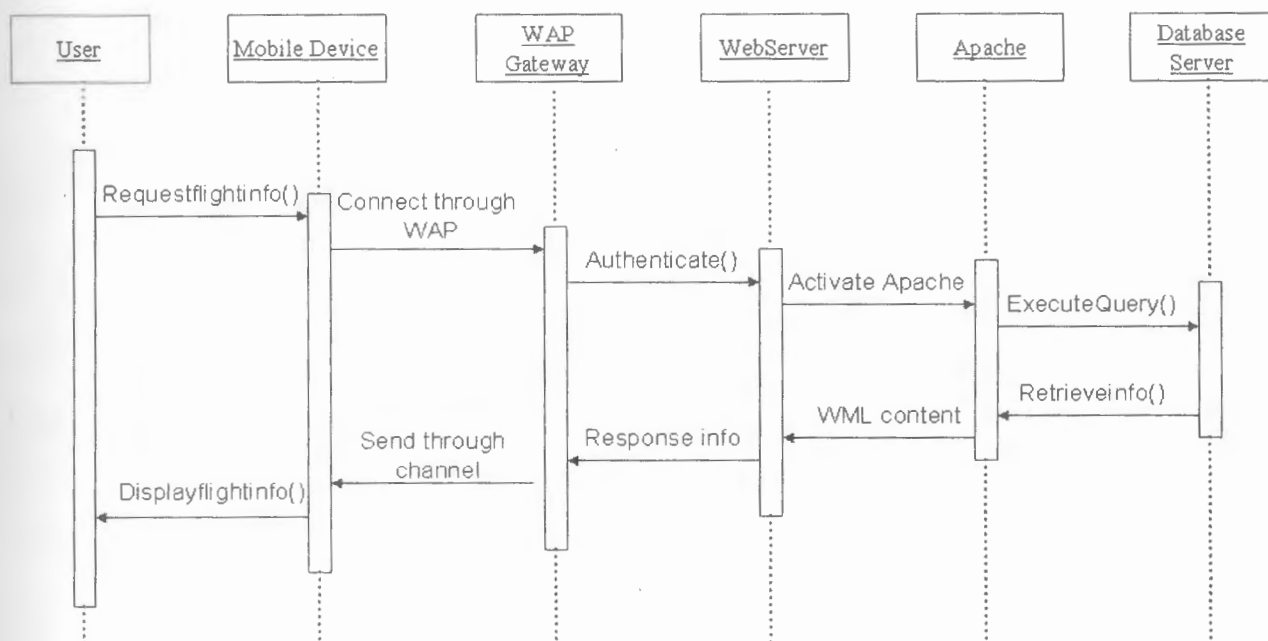 User
Mobile Device
WAP
Gateway
WebServer
Apache
Database
Server
Requestflightinfo()
Connect through
WAP
Authenticate()
Activate Apache
ExecuteQuery()
Retrieveinfo()
WML content
Response info
Send through
channel
Displayflightinfo()